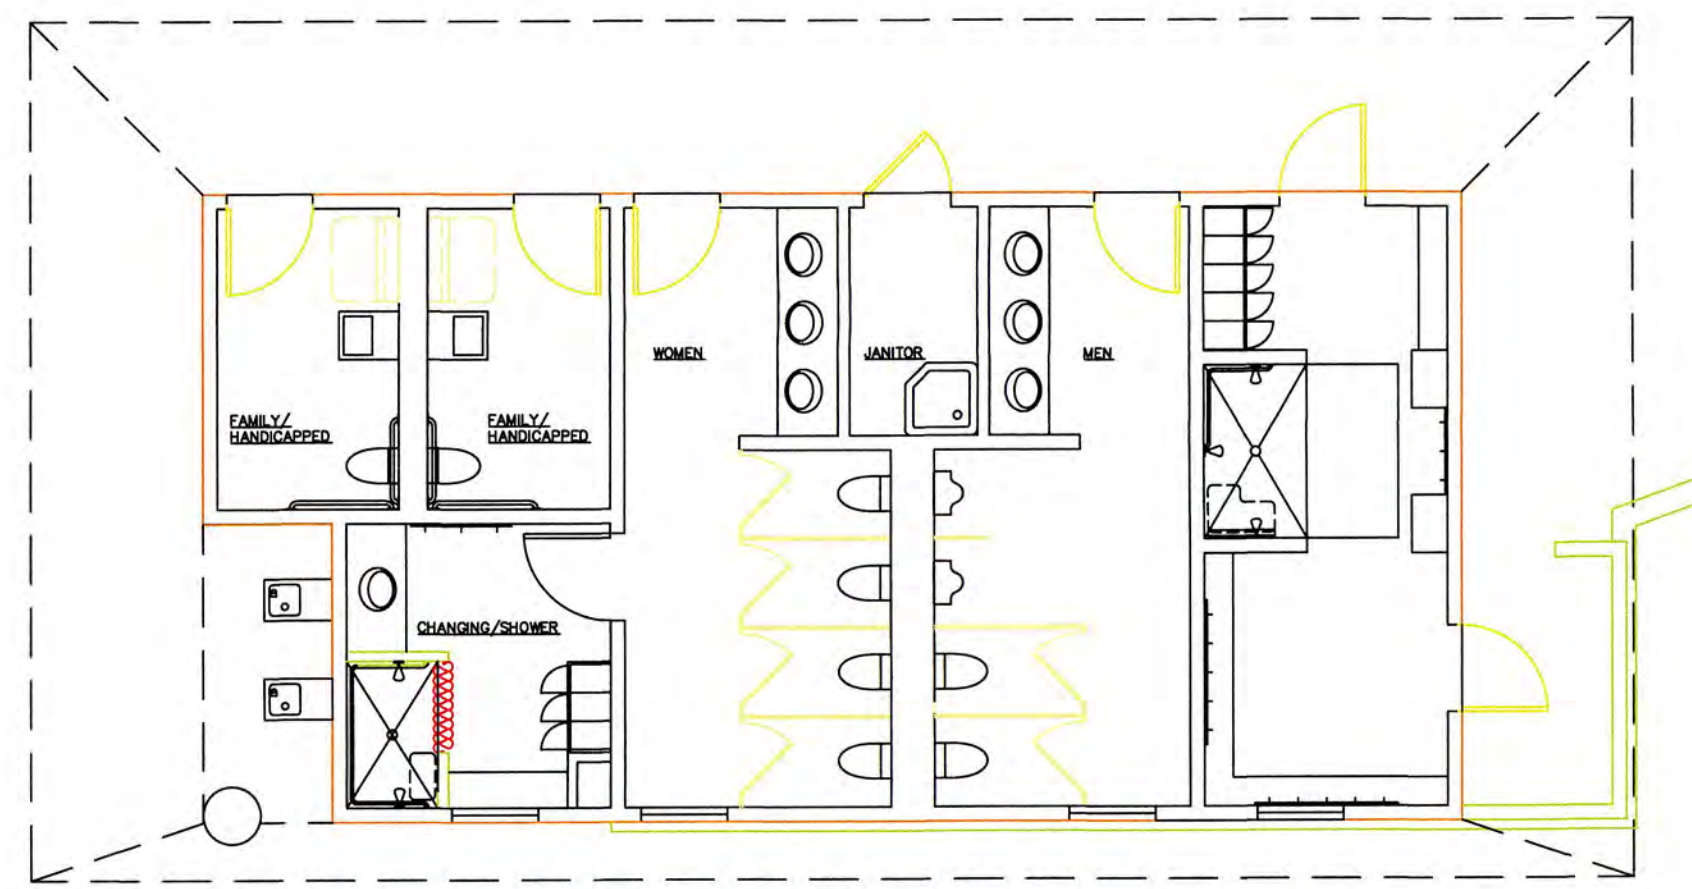 WOMEN
JANITOR
MEN
FAMILY/
HANDICAPPED
FAMILY/
HANDICAPPED
CHANGING/SHOWER